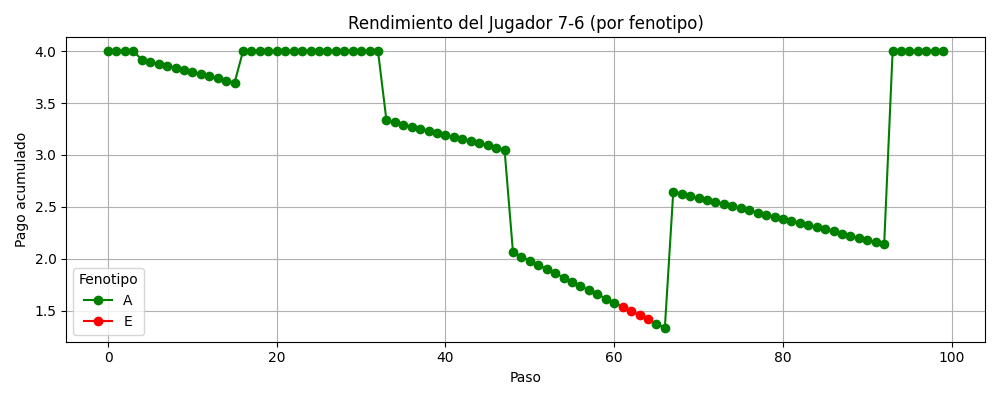 Rendimiento del Jugador 7-6 (por fenotipo)
Pago acumulado
4.0
3.5
3.0
2.5
2.0
1.5
Fenotipo
A
E
0 20 40 60 80 100
Paso